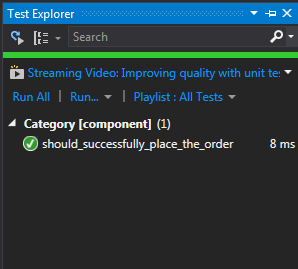 Test Explorer
Search
Streaming Video: Improving quality with unit tes
Run All | Run... | Playlist : All Tests
Category [component] (1)
should_successfully_place_the_order 8 ms